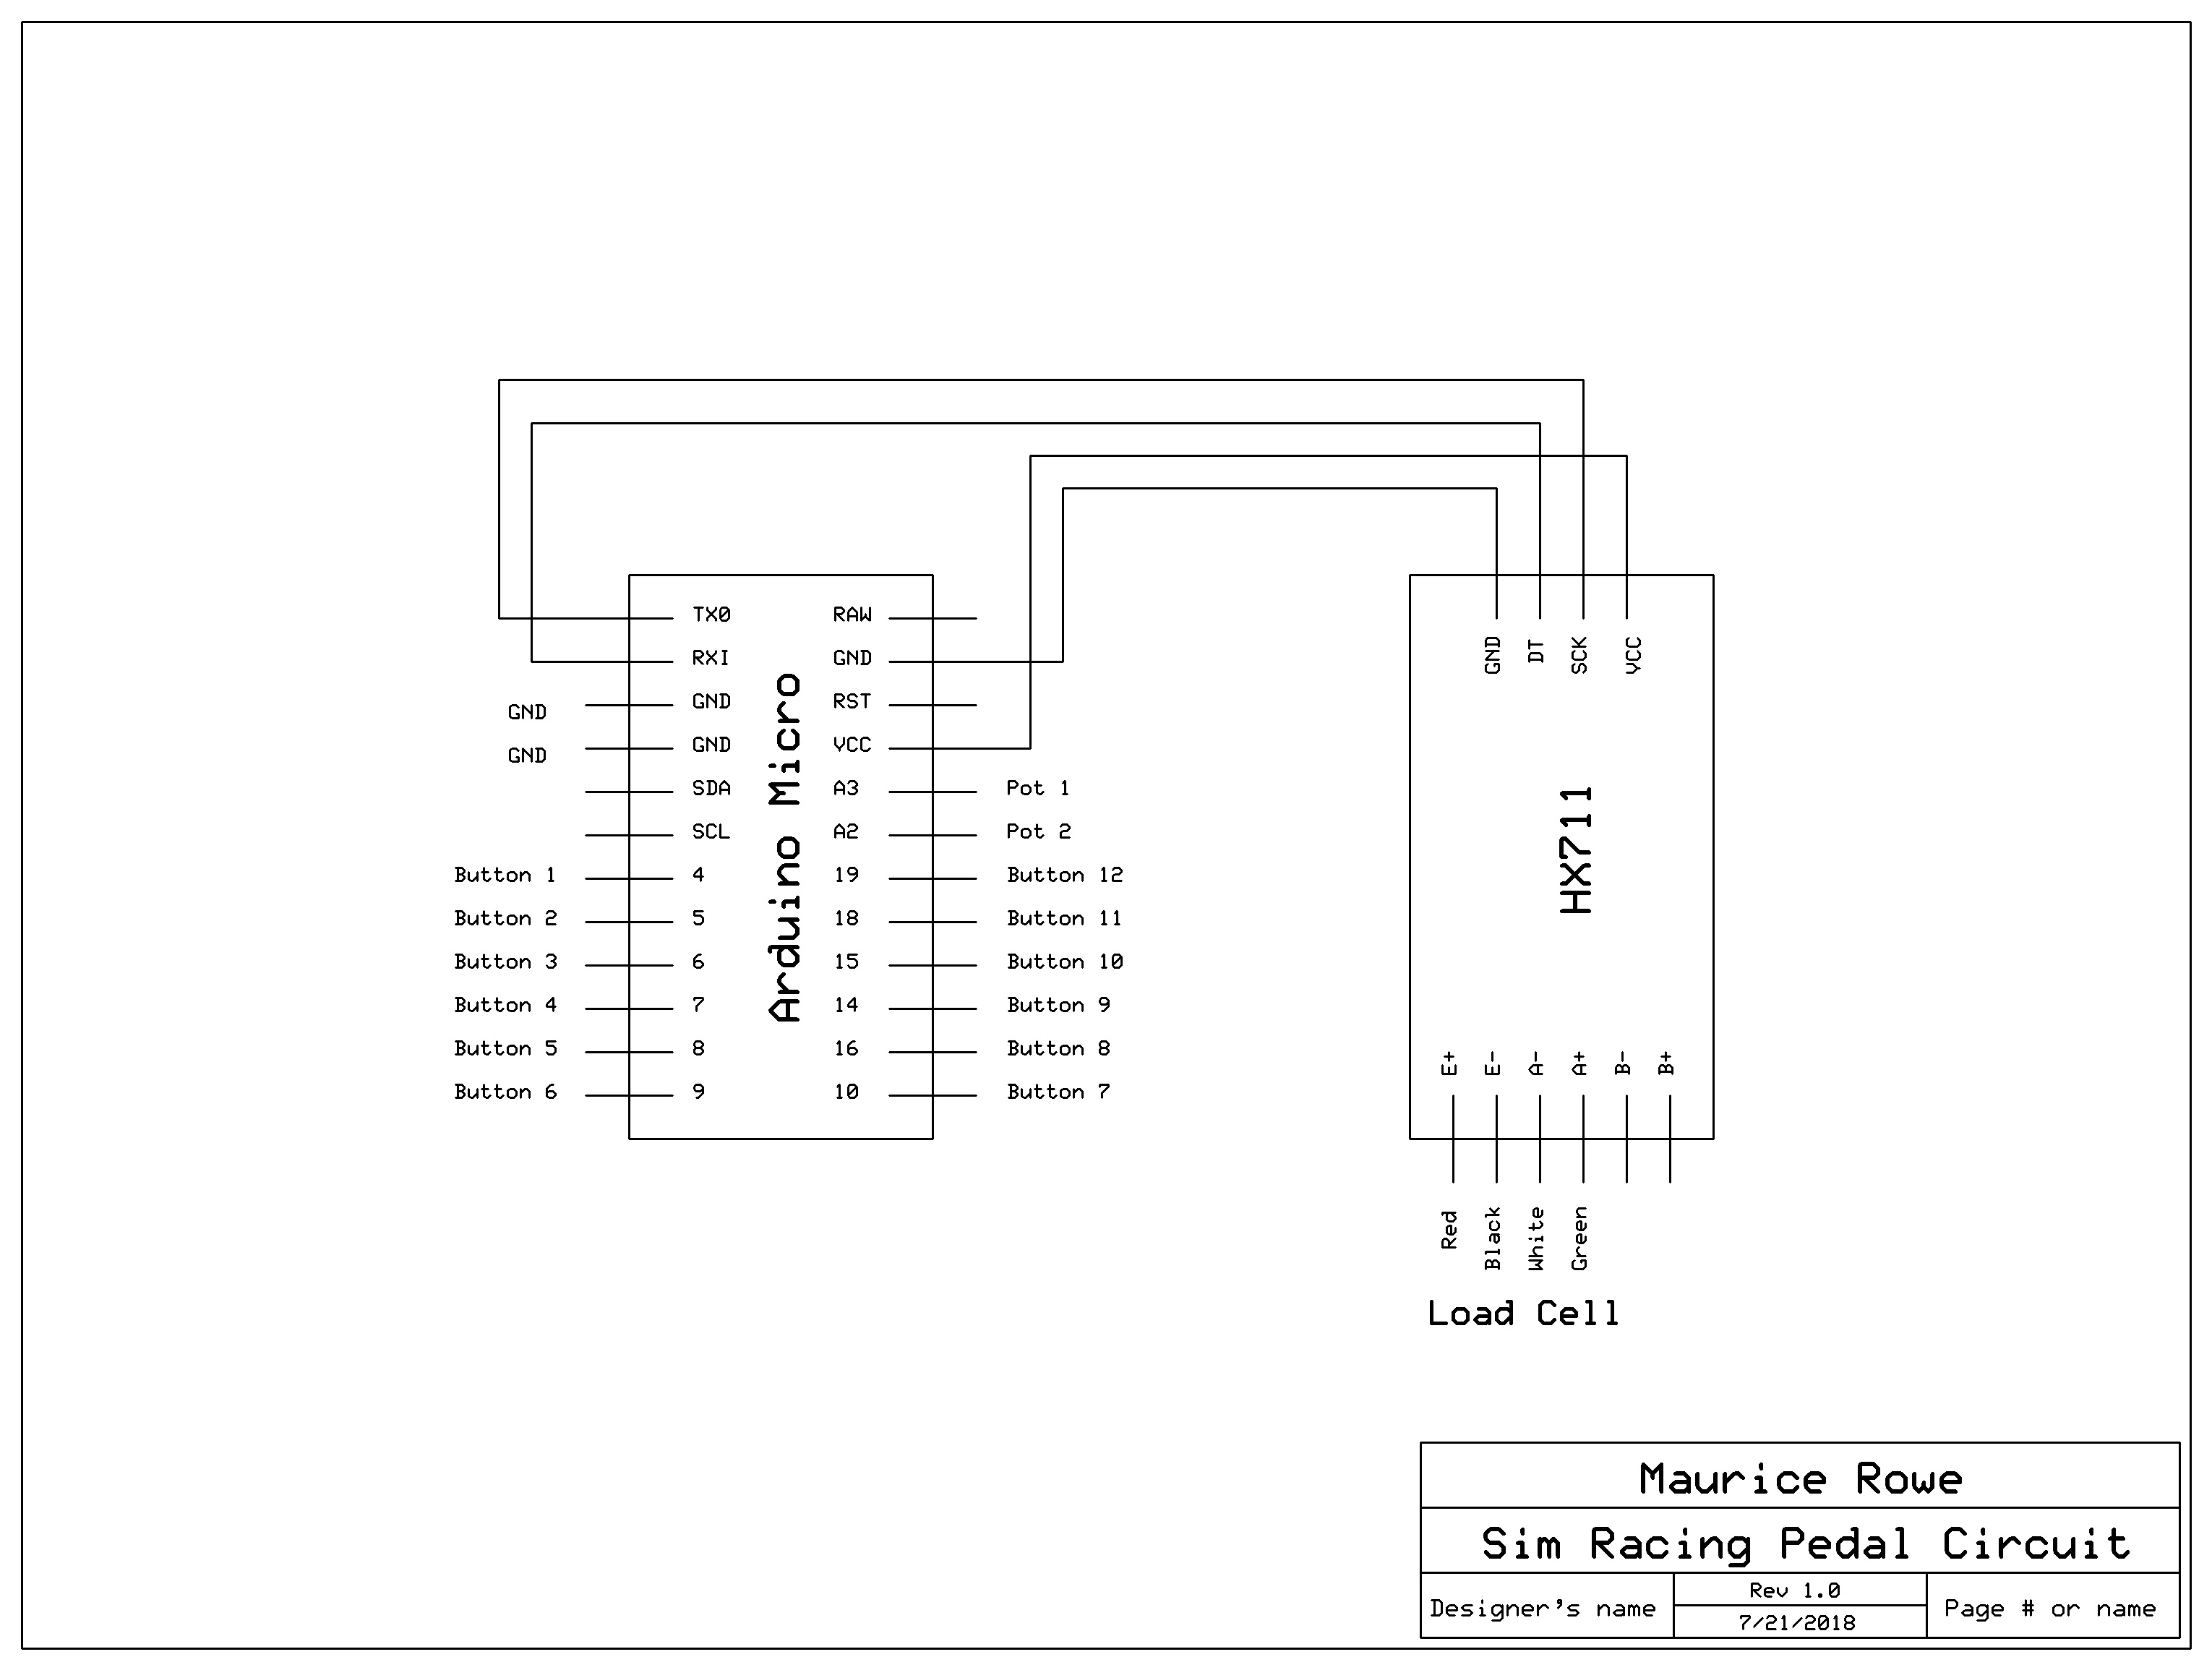 TX0 RAW
RXI GND
GND GND RST
GND GND VCC
SDA A3 Pot 1
SCL A2 Pot 2
Button 1 4 19 Button 12
Button 2 5 18 Button 11
Button 3 6 15 Button 10
Button 4 7 14 Button 9
Button 5 8 16 Button 8
Button 6 9 10 Button 7
Arduino Micro
GND DT SCK VCC
HX711
E+ E- A- A+ B- B+
Red Black White Green
Load Cell
Maurice Rowe
Sim Racing Pedal Circuit
Designer's name
Rev 1.0
7/21/2018
Page # or name